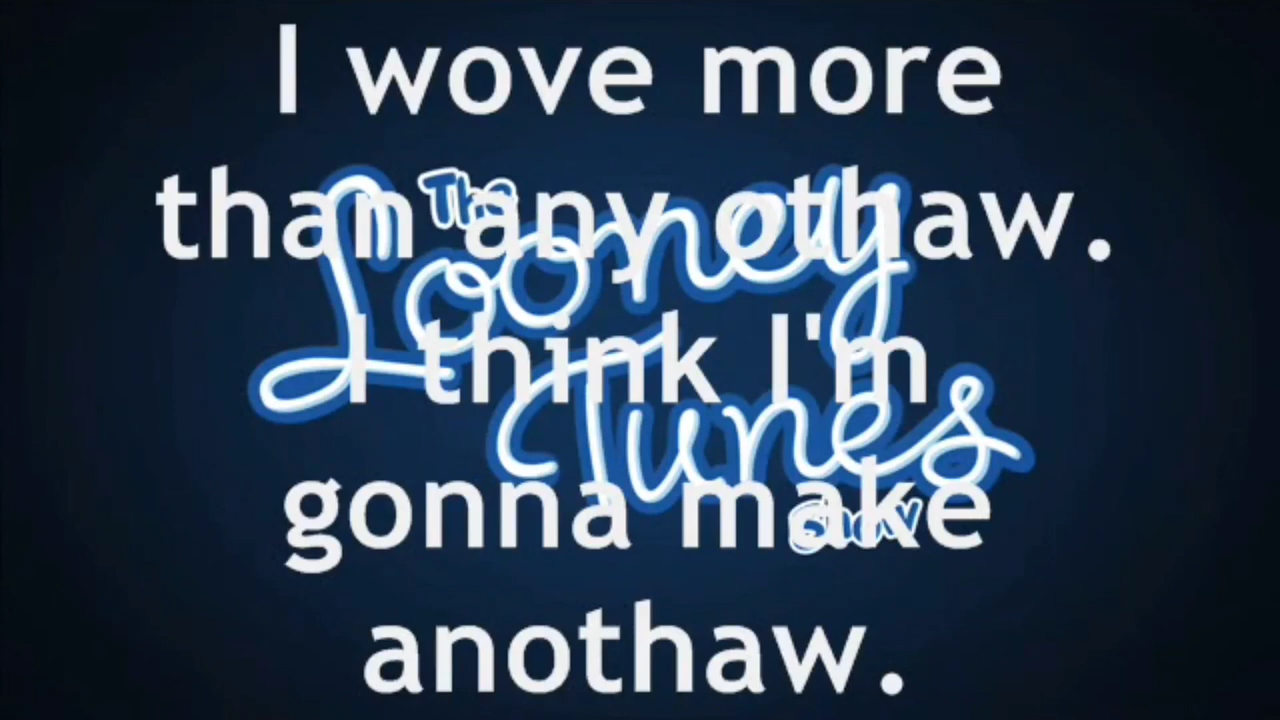 I wove more
than any othaw.
The
Looney
I think I'm
Tunes
gonna make
Show
anothaw.